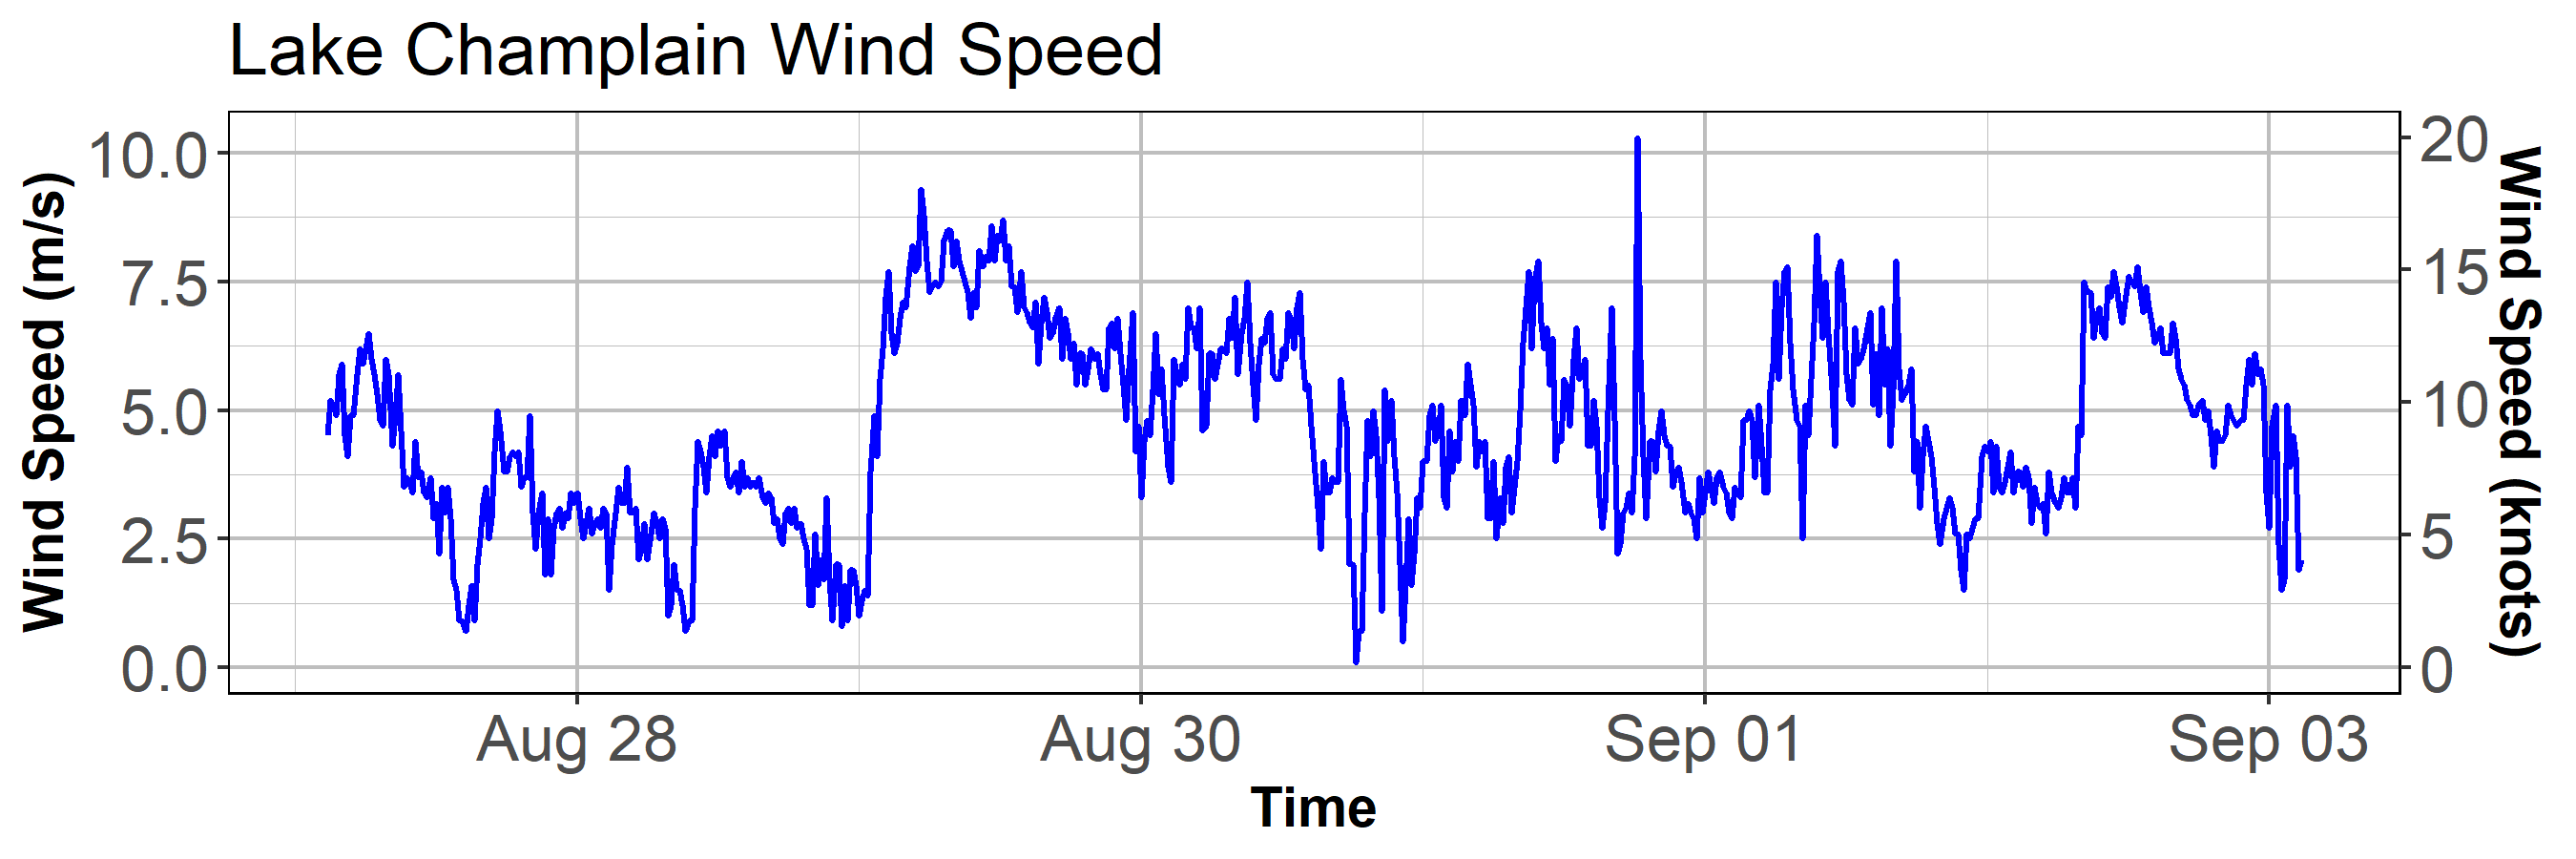 Lake Champlain Wind Speed
Wind Speed (m/s)
10.0
7.5
5.0
2.5
0.0
20
15
10
5
0
Wind Speed (knots)
Aug 28
Aug 30
Sep 01
Sep 03
Time